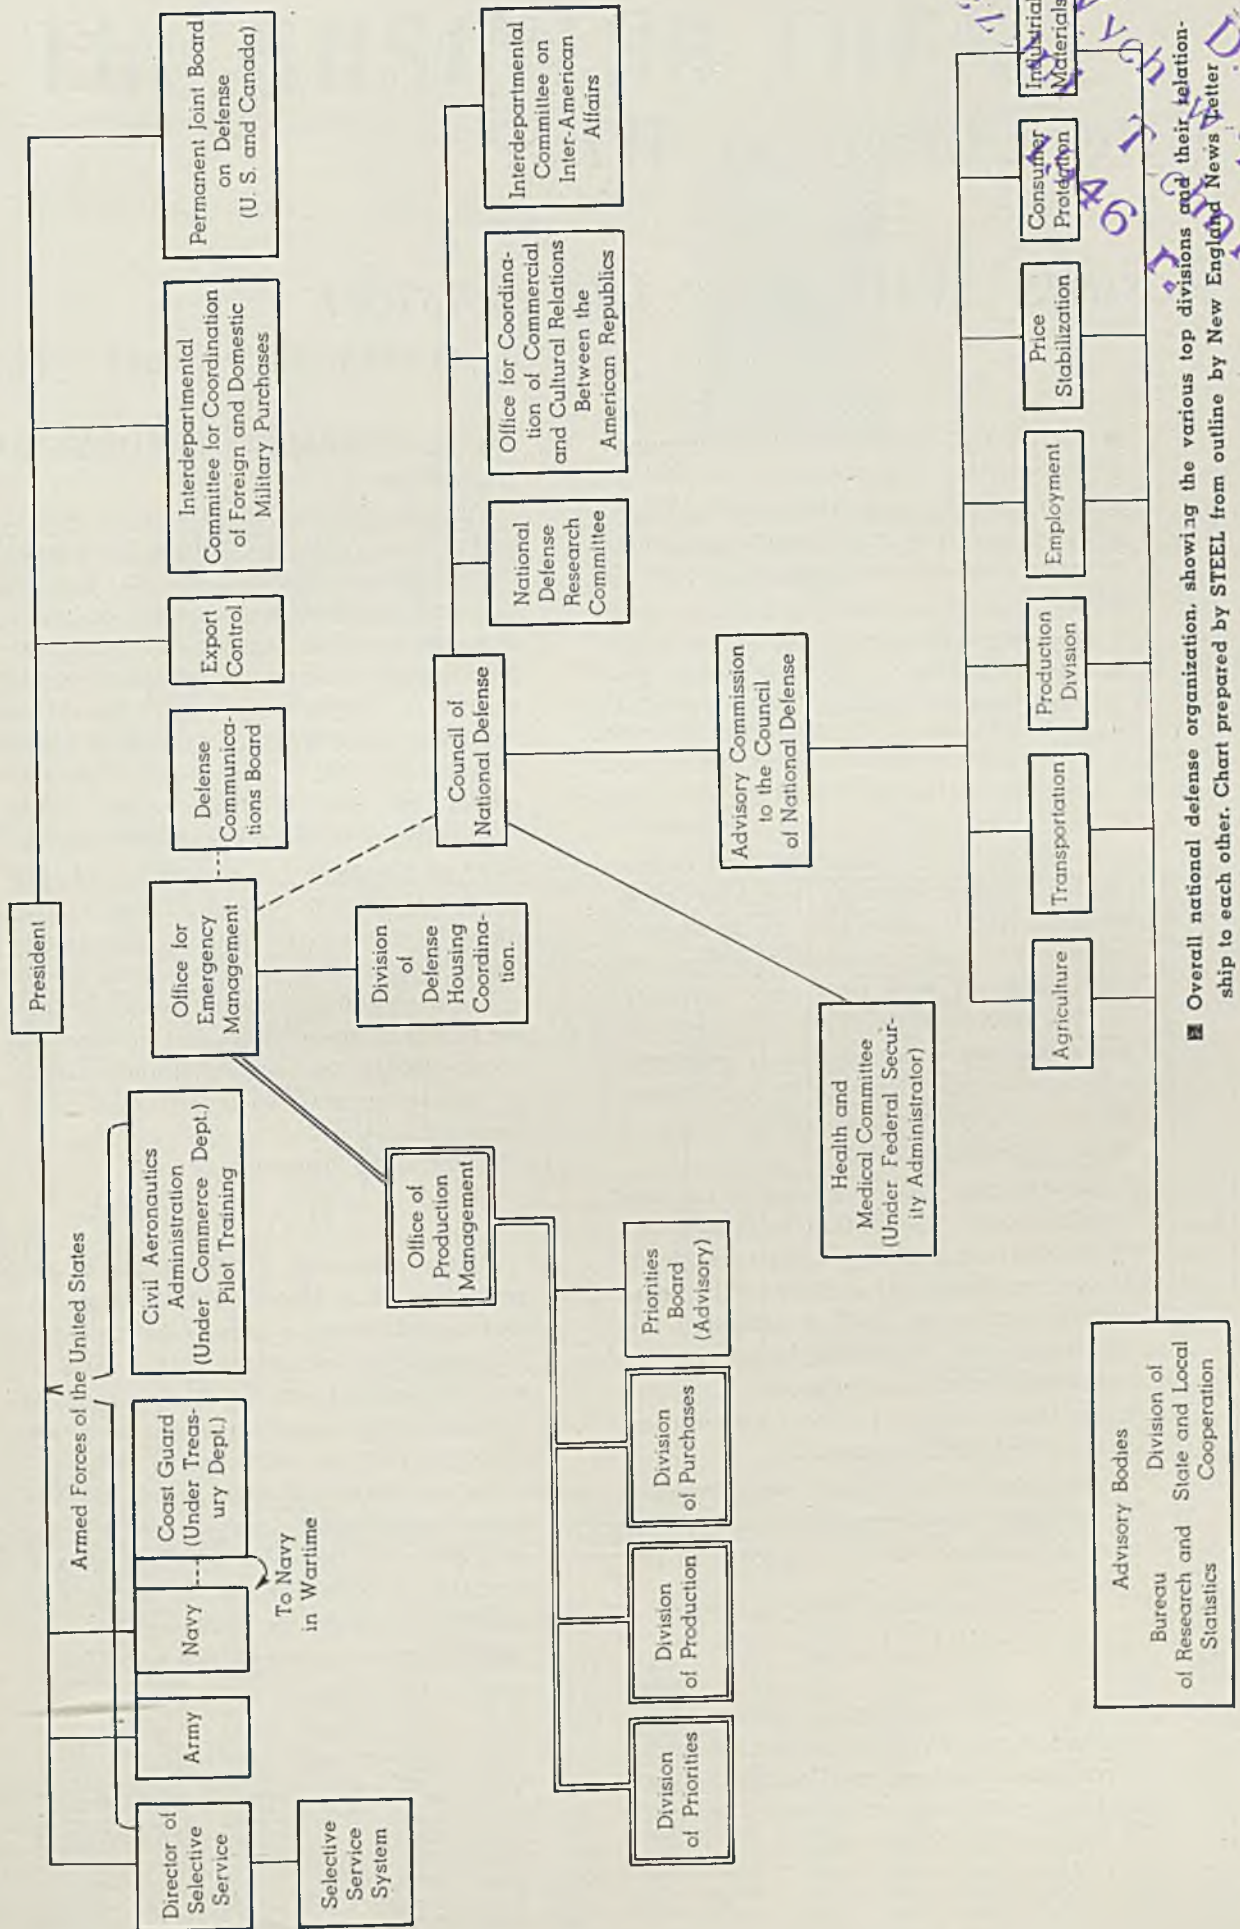 President
Armed Forces of the United States
Director of
Selective
Service
Selective
Service
System
Army
Navy
Coast Guard
(Under Treas-
ury Dept.)
To Navy
in Wartime
Civil Aeronautics
Administration
(Under Commerce Dept.)
Pilot Training
Office for
Emergency
Management
Defense
Communica-
tions Board
Export
Control
Interdepartmental
Committee for Coordination
of Foreign and Domestic
Military Purchases
Permanent Joint Board
on Defense
(U. S. and Canada)
Division
of
Defense
Housing
Coordina-
tion.
Office of
Production
Management
Division
of Priorities
Division
of Production
Division
of Purchases
Priorities
Board
(Advisory)
Council of
National Defense
National
Defense
Research
Committee
Office for Coordina-
tion of Commercial
and Cultural Relations
Between the
American Republics
Interdepartmental
Committee on
Inter-American
Affairs
Health and
Medical Committee
(Under Federal Secur-
ity Administrator)
Advisory Commission
to the Council
of National Defense
Agriculture
Transportation
Production
Division
Employment
Price
Stabilization
Consumer
Protection
Industrial
Materials
Advisory Bodies
Bureau
of Research and
Statistics
Division of
State and Local
Cooperation
Overall national defense organization, showing the various top divisions and their relation-
ship to each other. Chart prepared by STEEL from outline by New England News Letter